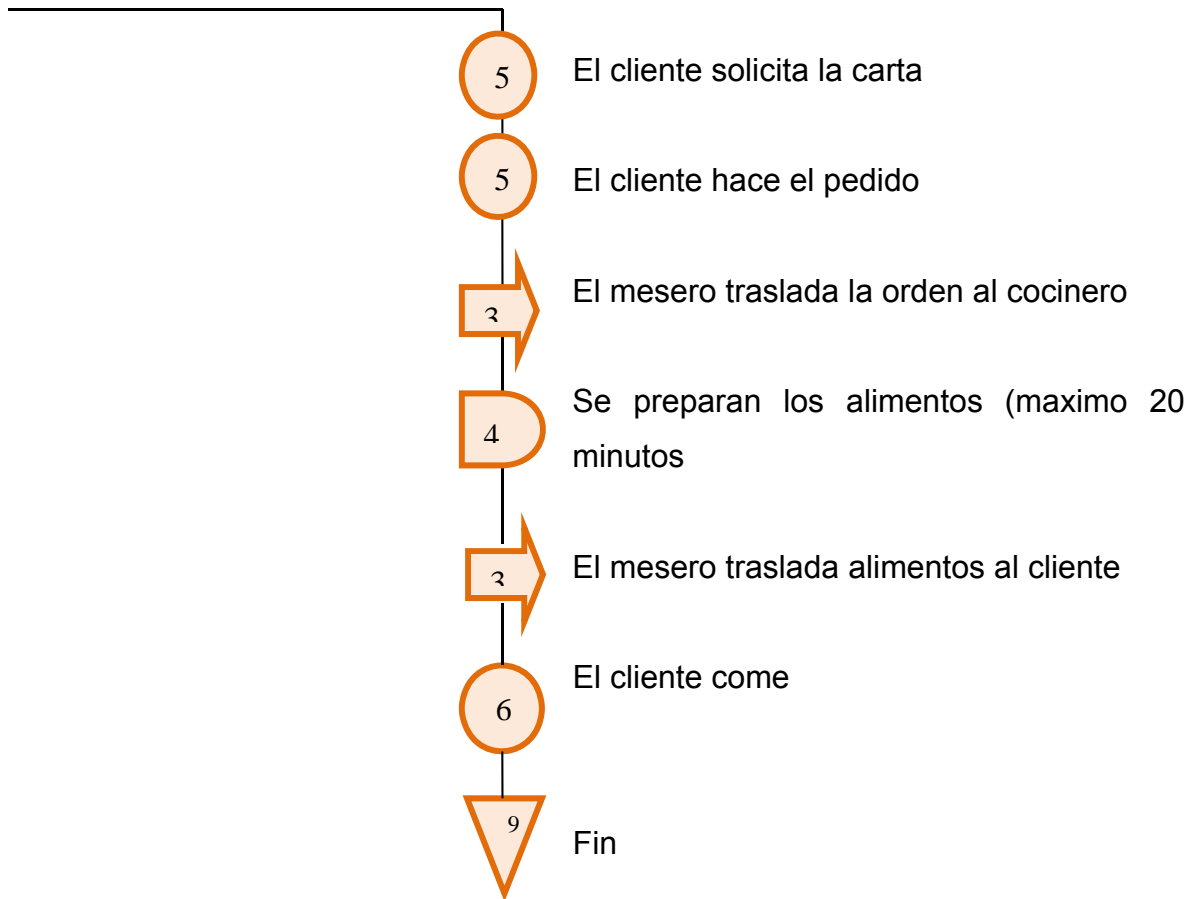 5 El cliente solicita la carta
5 El cliente hace el pedido
3 El mesero traslada la orden al cocinero
4 Se preparan los alimentos (maximo 20
minutos
3 El mesero traslada alimentos al cliente
6 El cliente come
9 Fin